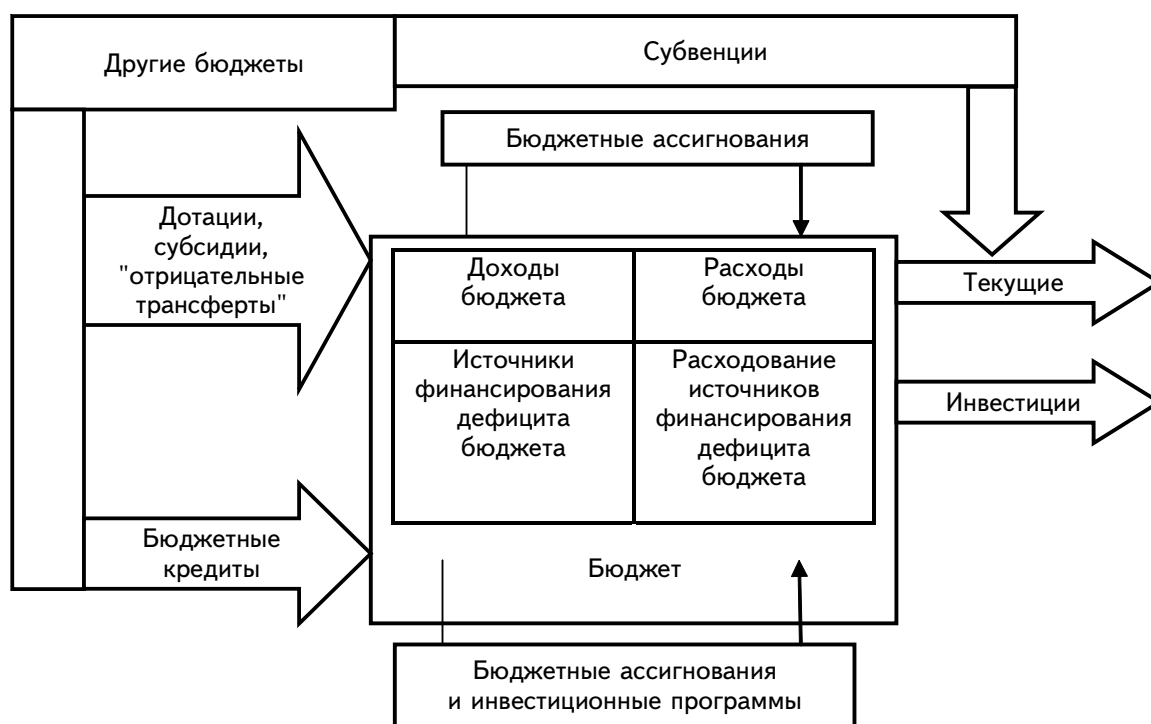 Другие бюджеты
Субвенции
Бюджетные ассигнования
Дотации,
субсидии,
"отрицательные
трансферты"
Доходы
бюджета
Расходы
бюджета
Текущие
Источники
финансирования
дефицита
бюджета
Расходование
источников
финансирования
дефицита
бюджета
Инвестиции
Бюджетные
кредиты
Бюджет
Бюджетные ассигнования
и инвестиционные программы